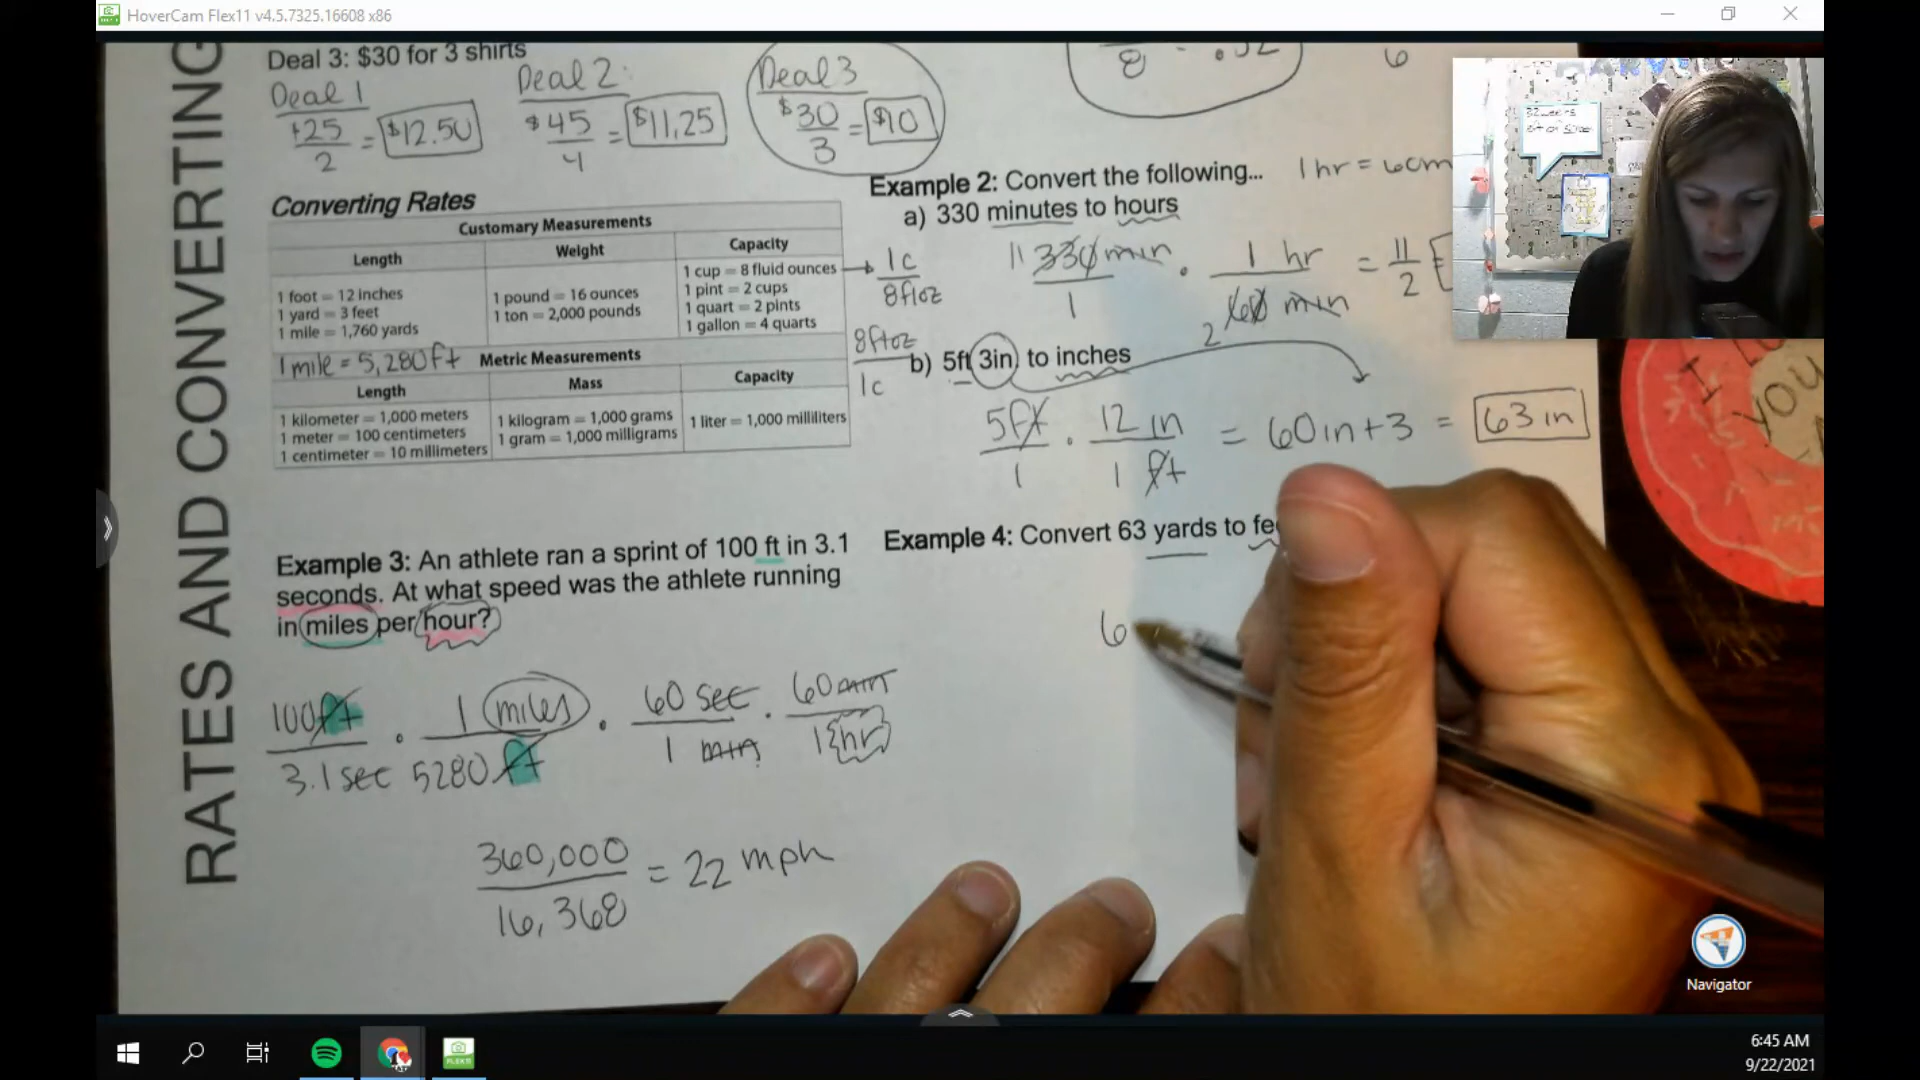 HoverCam Flex11 v4.5.7325.16608 x86
RATES AND CONVERTING
Deal 3: $30 for 3 shirts
Deal 1
$25/2 = $12.50
Deal 2:
$45/4 = $11.25
Deal 3
$30/3 = $10
8
.52
6
Converting Rates
Customary Measurements
Length
Weight
Capacity
1 foot = 12 inches
1 yard = 3 feet
1 mile = 1,760 yards
1 pound = 16 ounces
1 ton = 2,000 pounds
1 cup = 8 fluid ounces
1 pint = 2 cups
1 quart = 2 pints
1 gallon = 4 quarts
1c
8floz
8floz
1c
1 mile = 5,280ft
Metric Measurements
Length
Mass
Capacity
1 kilometer = 1,000 meters
1 meter = 100 centimeters
1 centimeter = 10 millimeters
1 kilogram = 1,000 grams
1 gram = 1,000 milligrams
1 liter = 1,000 milliliters
Example 2: Convert the following...
1 hr = 60m
a) 330 minutes to hours
11 330 min/1 · 1 hr/60 min 2 = 11/2
b) 5ft 3in to inches
5ft/1 · 12 in/1 ft = 60in+3 = 63 in
Example 3: An athlete ran a sprint of 100 ft in 3.1
seconds. At what speed was the athlete running
in miles per hour?
100ft/3.1 sec · 1 miles/5280 ft · 60 sec/1 min · 60 min/1 hr
360,000/16,368 = 22 mph
Example 4: Convert 63 yards to fe
6
I
YOU
Navigator
FLEX11
6:45 AM
9/22/2021